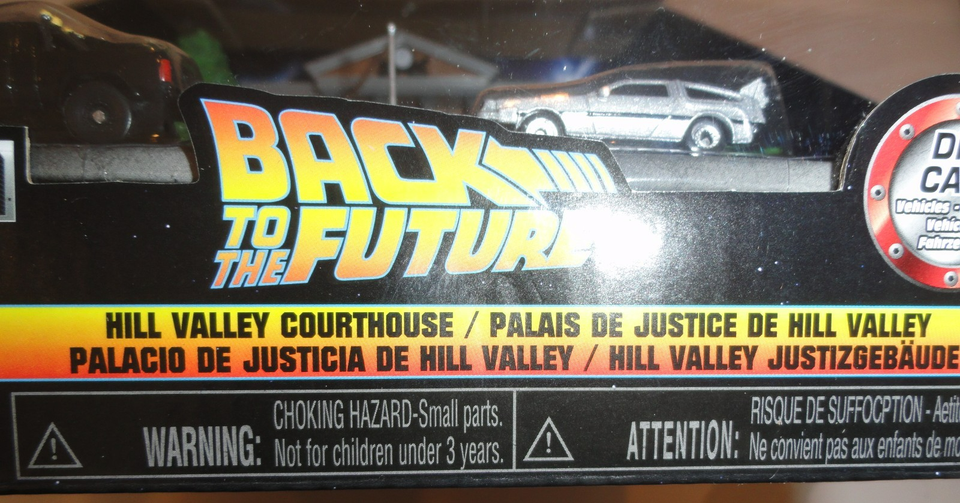 BACK
TO THE FUTURE
HILL VALLEY COURTHOUSE / PALAIS DE JUSTICE DE HILL VALLEY
PALACIO DE JUSTICIA DE HILL VALLEY / HILL VALLEY JUSTIZGEBÄUDE
WARNING:
CHOKING HAZARD-Small parts.
Not for children under 3 years.
ATTENTION:
RISQUE DE SUFFOCPTION -
Ne convient pas aux enfants de
Vehicles -